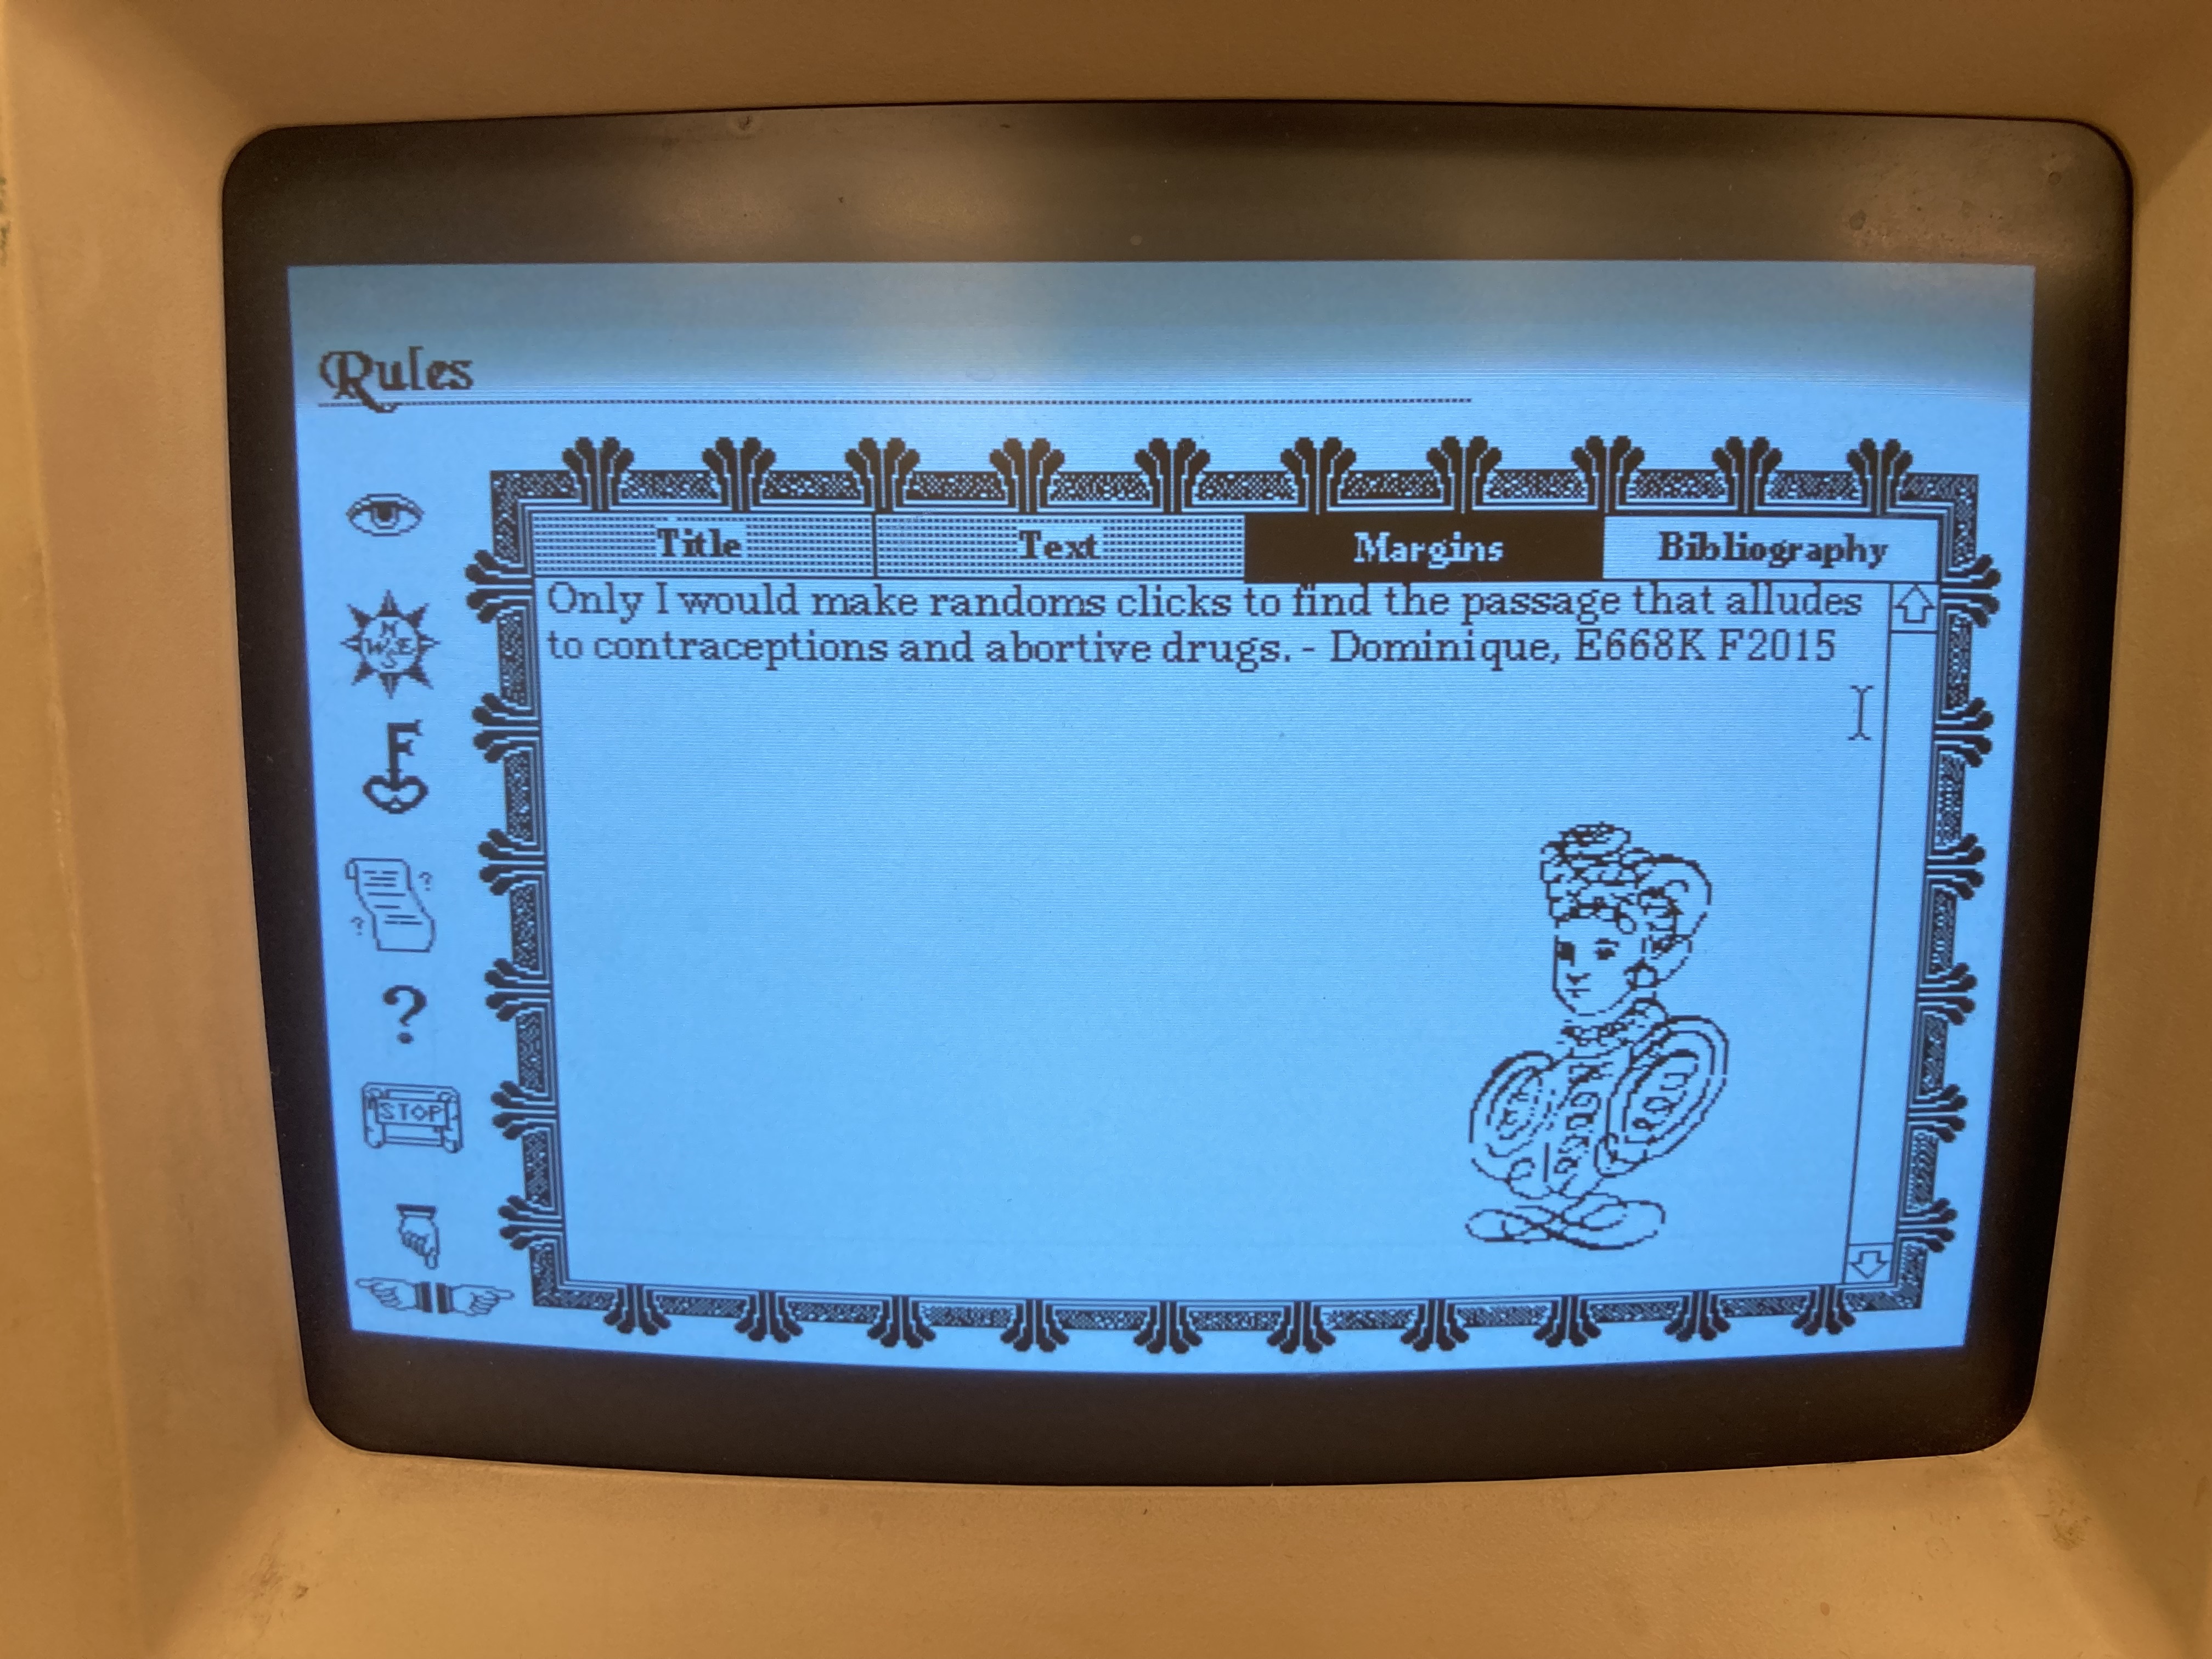 Rules
Title Text Margins Bibliography
Only I would make randoms clicks to find the passage that alludes
to contraceptions and abortive drugs. - Dominique, E668K F2015
N
W E
S
F
? ?
?
STOP